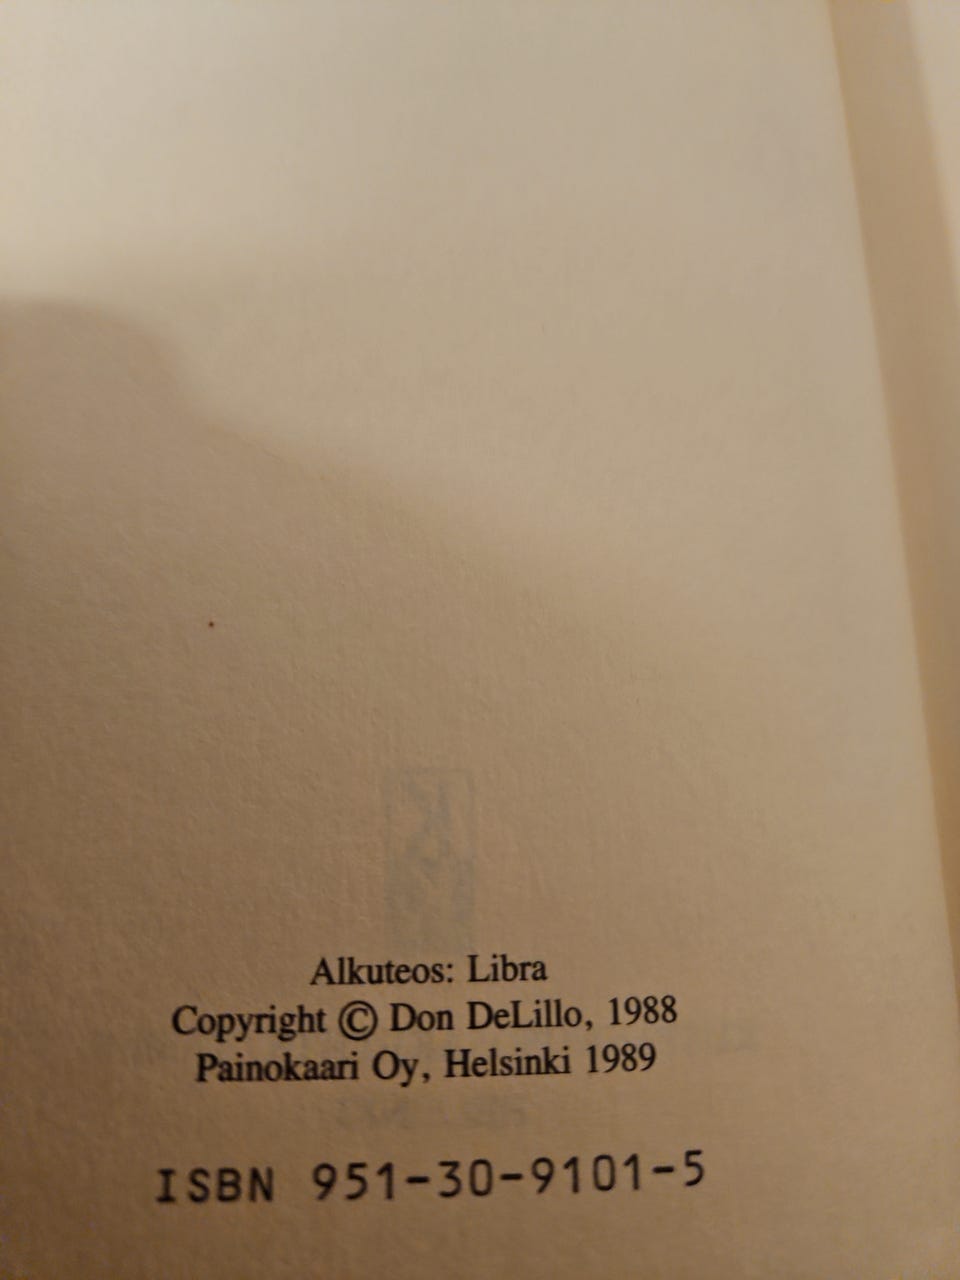 Alkuteos: Libra
Copyright © Don DeLillo, 1988
Painokaari Oy, Helsinki 1989
ISBN 951-30-9101-5